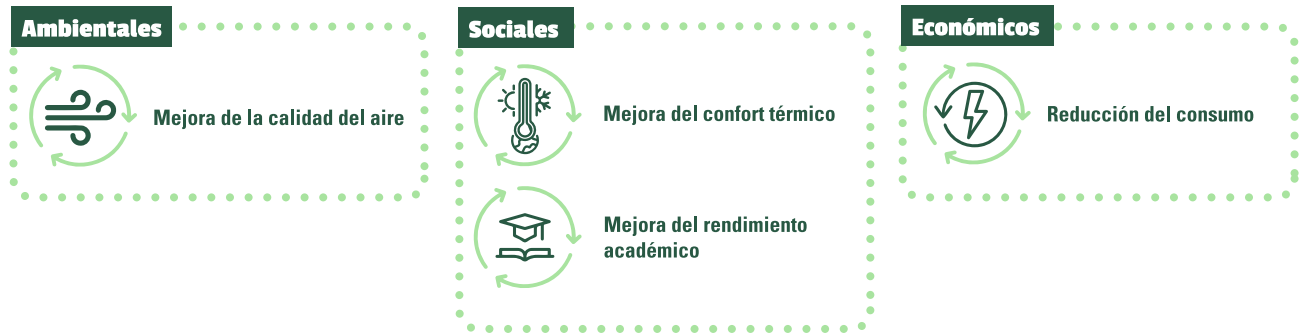 Ambientales
Mejora de la calidad del aire
Sociales
Mejora del confort térmico
Mejora del rendimiento
académico
Económicos
Reducción del consumo